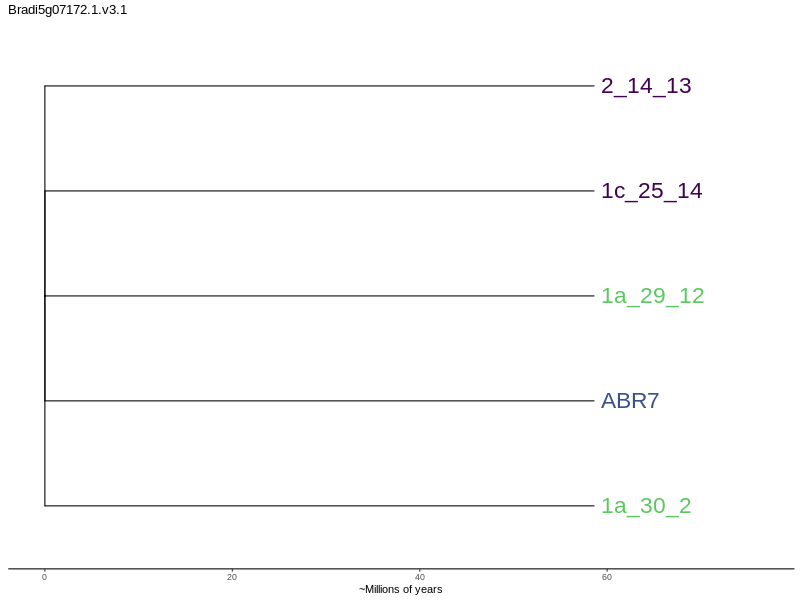 Bradi5g07172.1.v3.1
2_14_13
1c_25_14
1a_29_12
ABR7
1a_30_2
0 20 40 60
~Millions of years